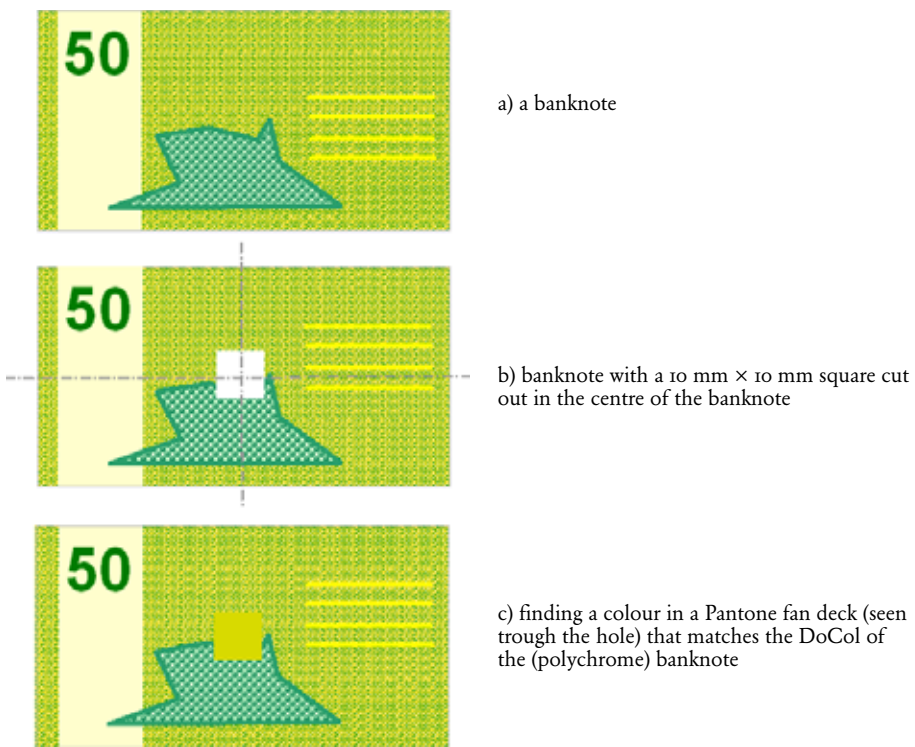 50
a) a banknote
50
b) banknote with a 10 mm × 10 mm square cut
out in the centre of the banknote
50
c) finding a colour in a Pantone fan deck (seen
trough the hole) that matches the DoCol of
the (polychrome) banknote